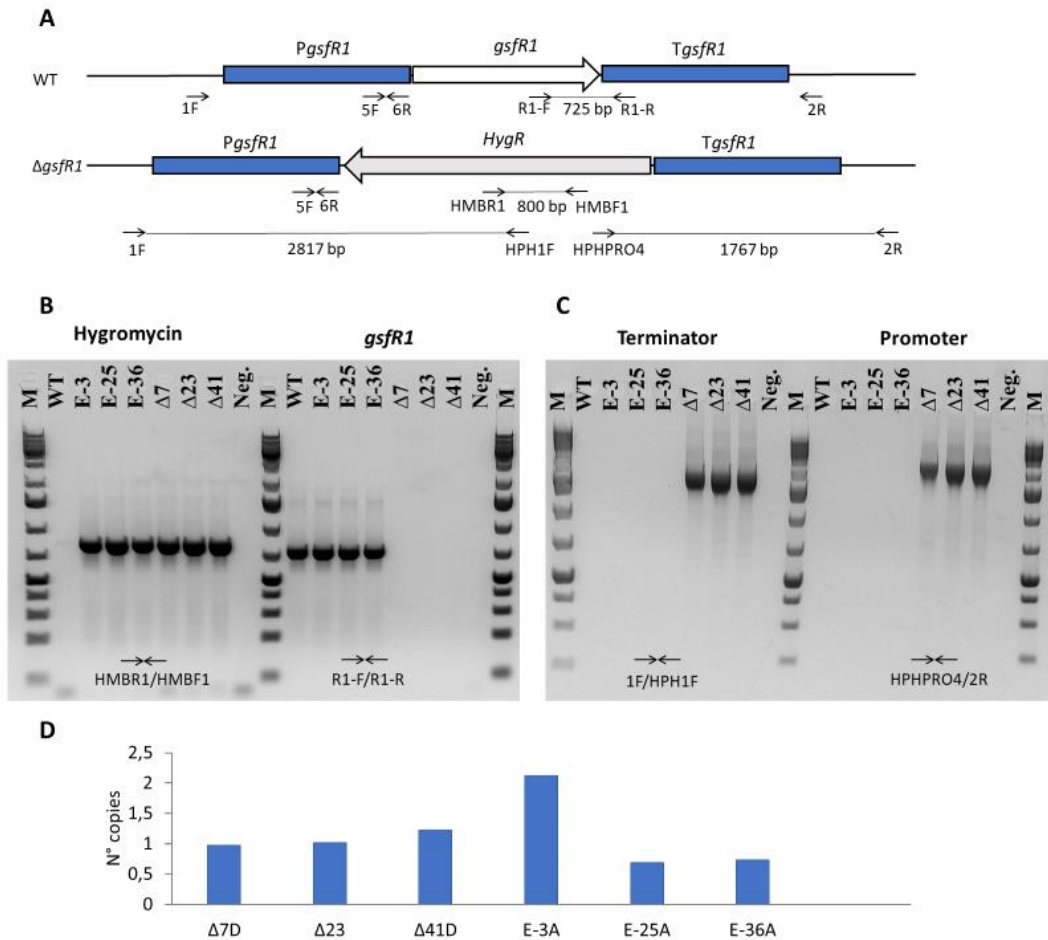 A
PgsfR1 gsfR1 TgsfR1
WT
1F 5F 6R R1-F 725 bp R1-R 2R
PgsfR1 HygR TgsfR1
ΔgsfR1
5F 6R HMBR1 800 bp HMBF1
1F 2817 bp HPH1F HPHPRO4 1767 bp 2R
B C
Hygromycin gsfR1 Terminator Promoter
M WT E-3 E-25 E-36 Δ7 Δ23 Δ41 Neg. M WT E-3 E-25 E-36 Δ7 Δ23 Δ41 Neg. M
M WT E-3 E-25 E-36 Δ7 Δ23 Δ41 Neg. M WT E-3 E-25 E-36 Δ7 Δ23 Δ41 Neg. M
HMBR1/HMBF1 R1-F/R1-R 1F/HPH1F HPHPRO4/2R
D
N° copies
2,5
2
1,5
1
0,5
0
Δ7D Δ23 Δ41D E-3A E-25A E-36A